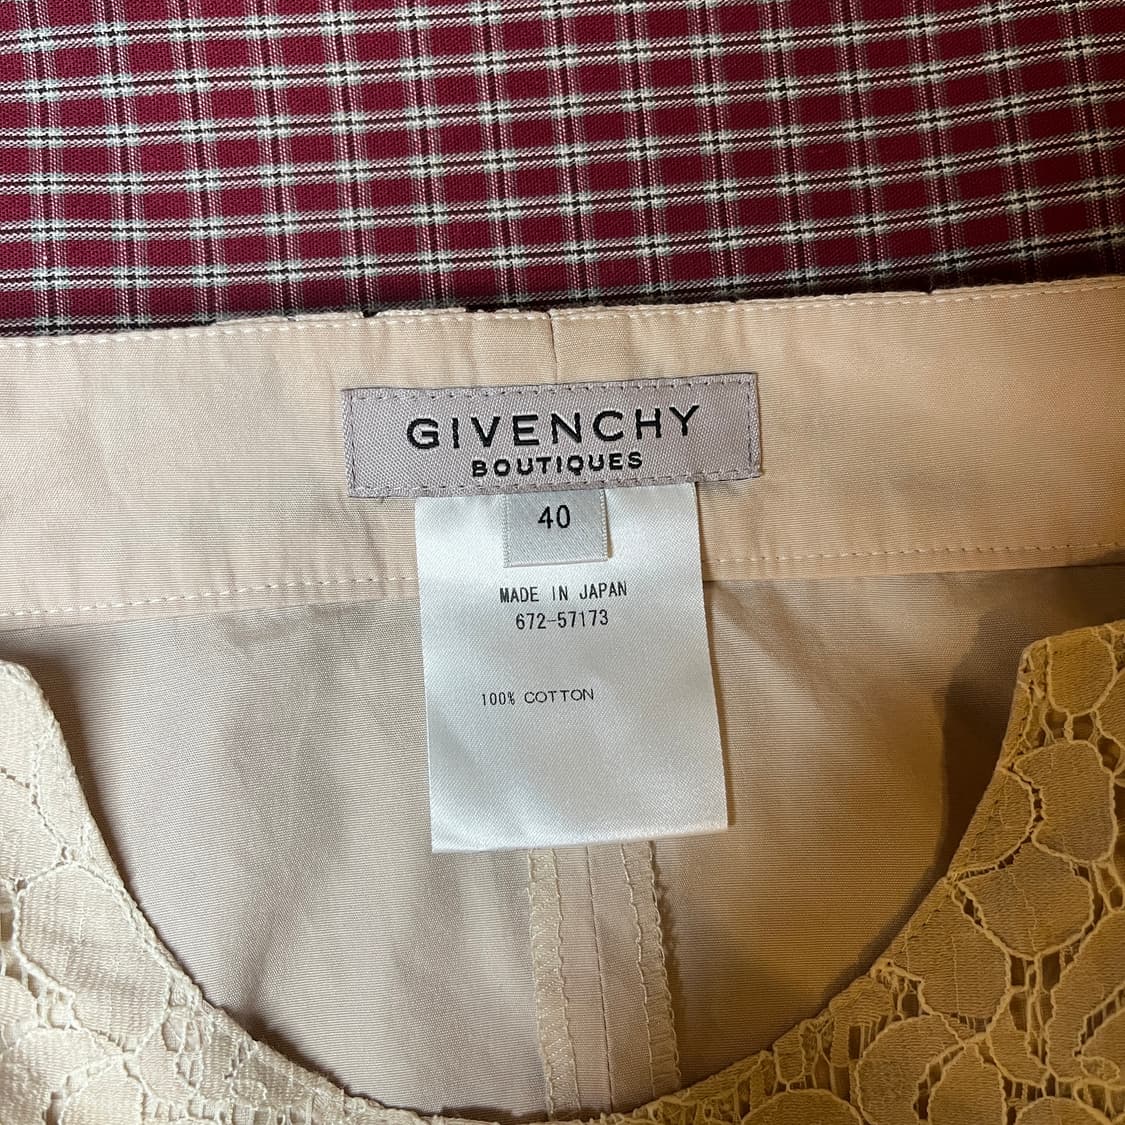 GIVENCHY
BOUTIQUES
40
MADE IN JAPAN
672-57173
100% COTTON